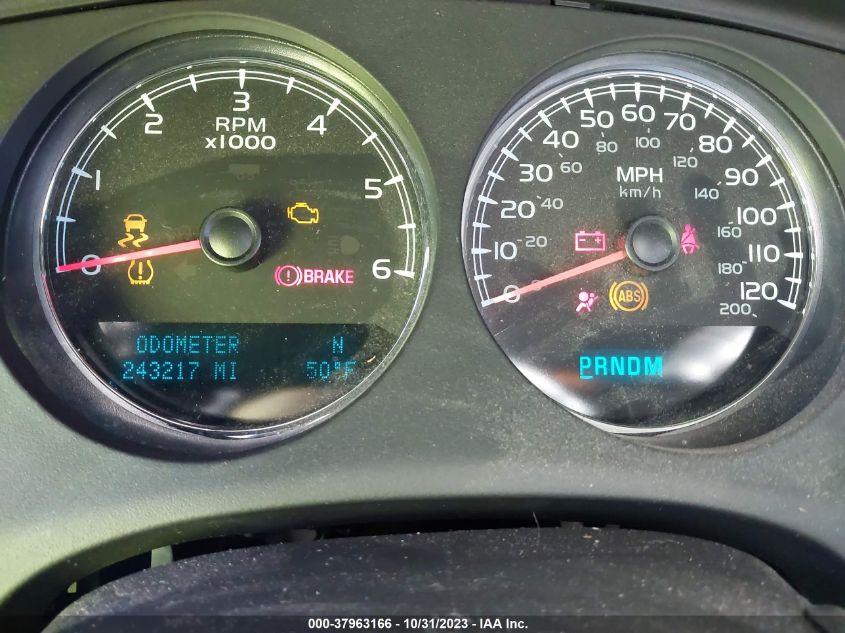 3
2 4
RPM
x1000
1 5
0 6
BRAKE
ODOMETER N
243217 MI 50°F
60
50 70
40 80
30 90
20 100
10 110
0 120
MPH
km/h
20 40 60 80 100 120 140 160 180 200
ABS
PRNDM
000-37963166 - 10/31/2023 - IAA Inc.